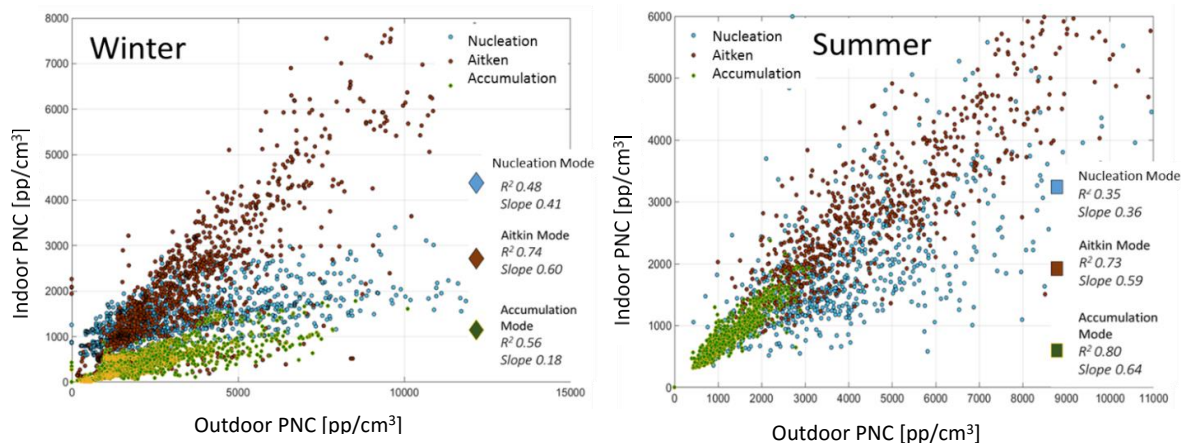 Winter
Nucleation
Aitken
Accumulation
8000
7000
6000
5000
4000
3000
2000
1000
0
Indoor PNC [pp/cm³]
Nucleation Mode
R² 0.48
Slope 0.41
Aitkin Mode
R² 0.74
Slope 0.60
Accumulation
Mode
R² 0.56
Slope 0.18
0
5000
10000
15000
Outdoor PNC [pp/cm³]
Summer
Nucleation
Aitken
Accumulation
6000
5000
4000
3000
2000
1000
0
Indoor PNC [pp/cm³]
Nucleation Mode
R² 0.35
Slope 0.36
Aitkin Mode
R² 0.73
Slope 0.59
Accumulation
Mode
R² 0.80
Slope 0.64
0
1000
2000
3000
4000
5000
6000
7000
8000
9000
10000
11000
Outdoor PNC [pp/cm³]